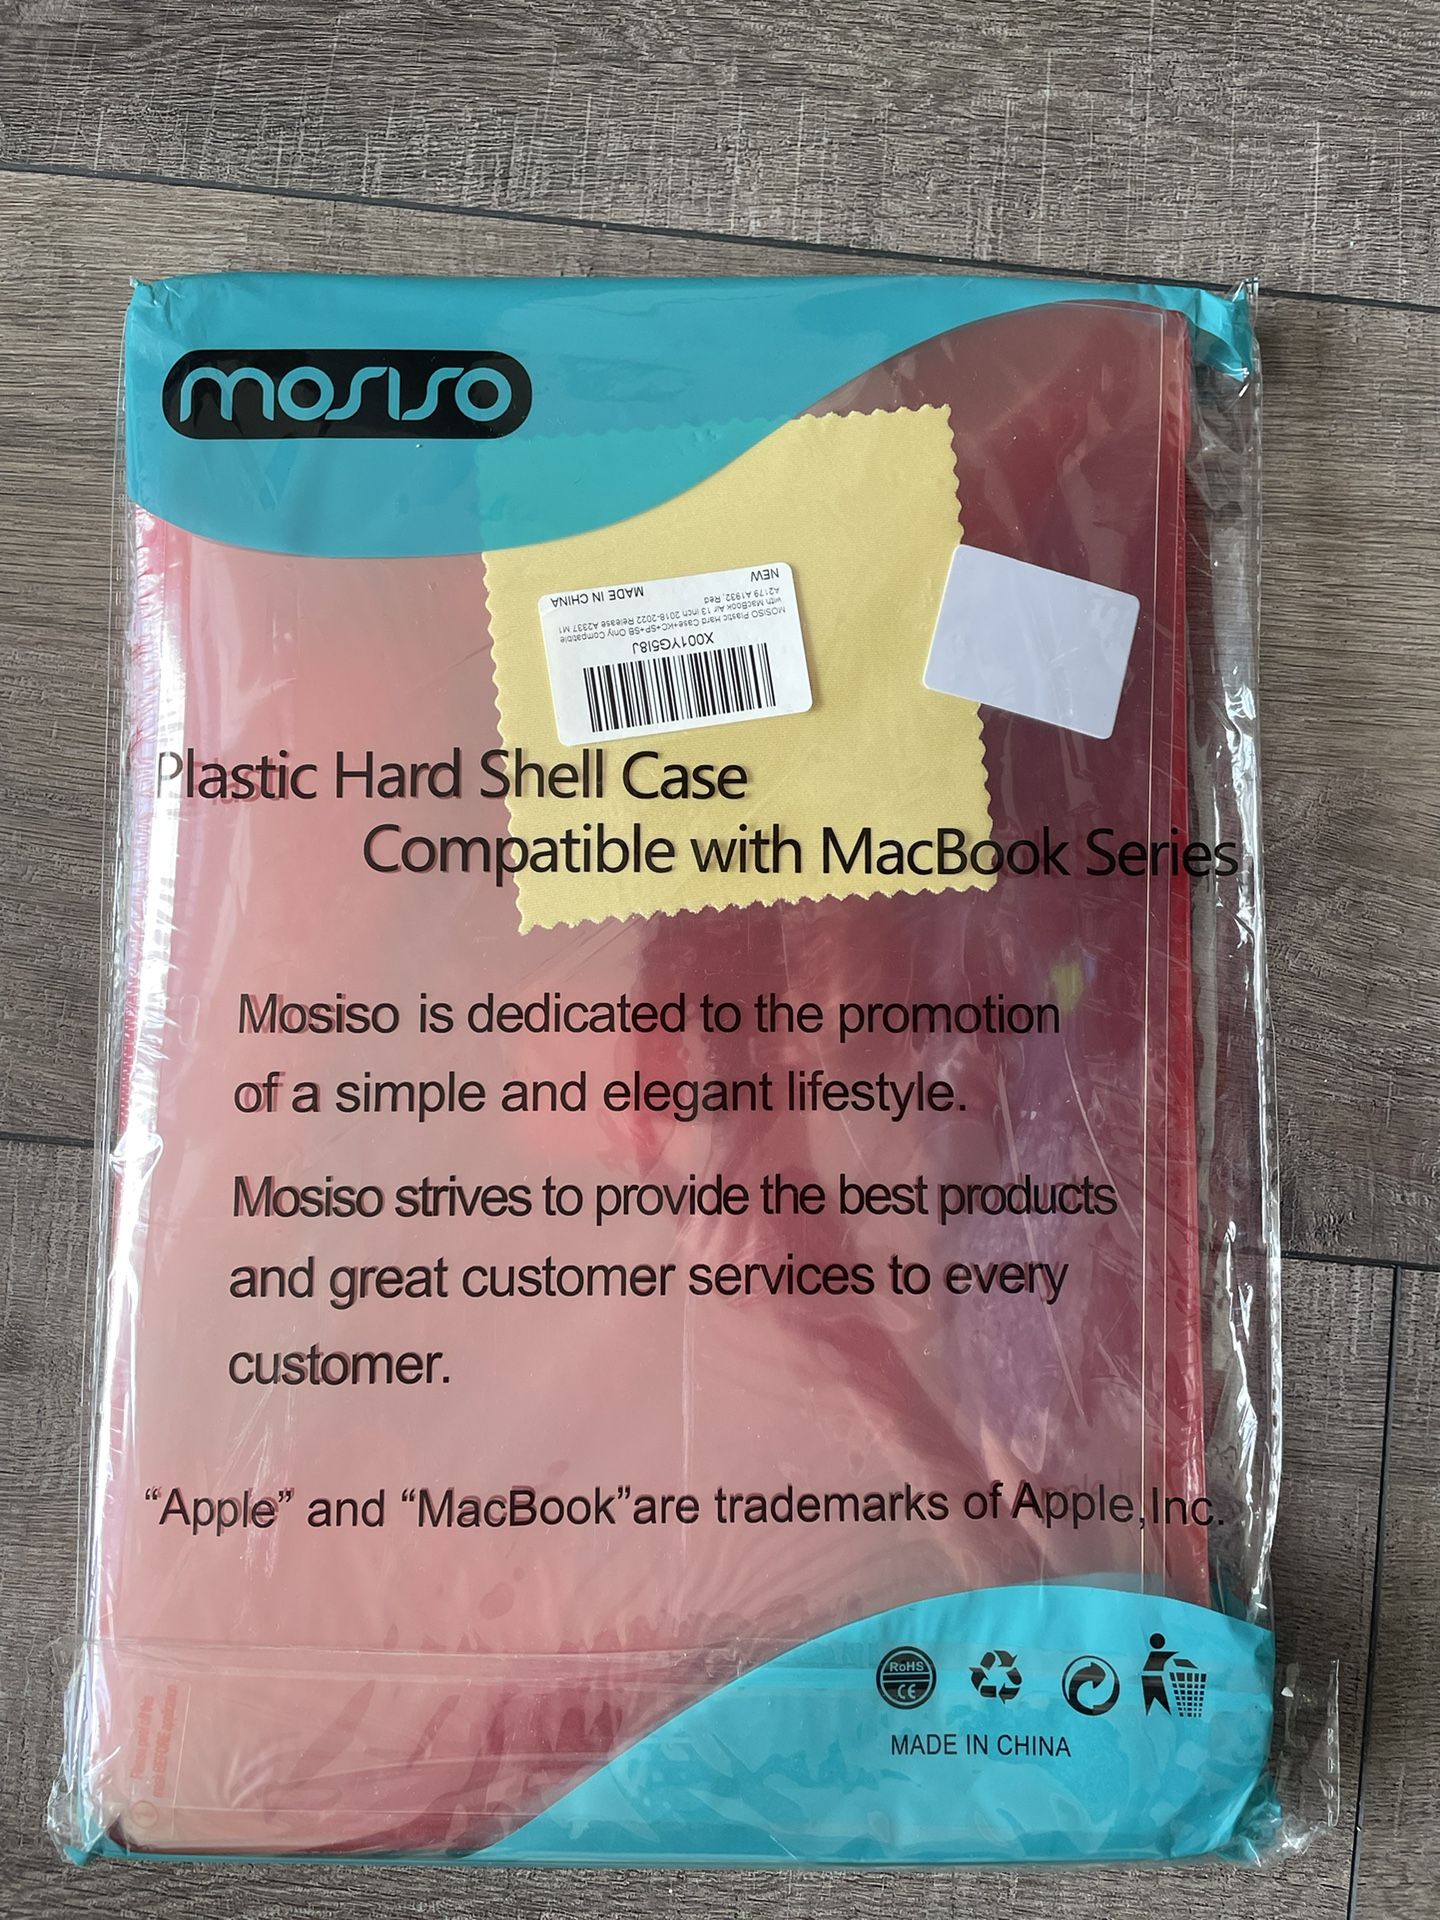 mosiso
NEW
MADE IN CHINA
MOSISO Plastic Hard Case+KC+SP+SB Only Compatible
with MacBook Air 13 inch 2018-2022 Release A2337 M1
A2179 A1932, Red
X001YG5I8J
Plastic Hard Shell Case
Compatible with MacBook Series
Mosiso is dedicated to the promotion
of a simple and elegant lifestyle.
Mosiso strives to provide the best products
and great customer services to every
customer.
“Apple” and “MacBook”are trademarks of Apple,Inc.
RoHS
CE
MADE IN CHINA